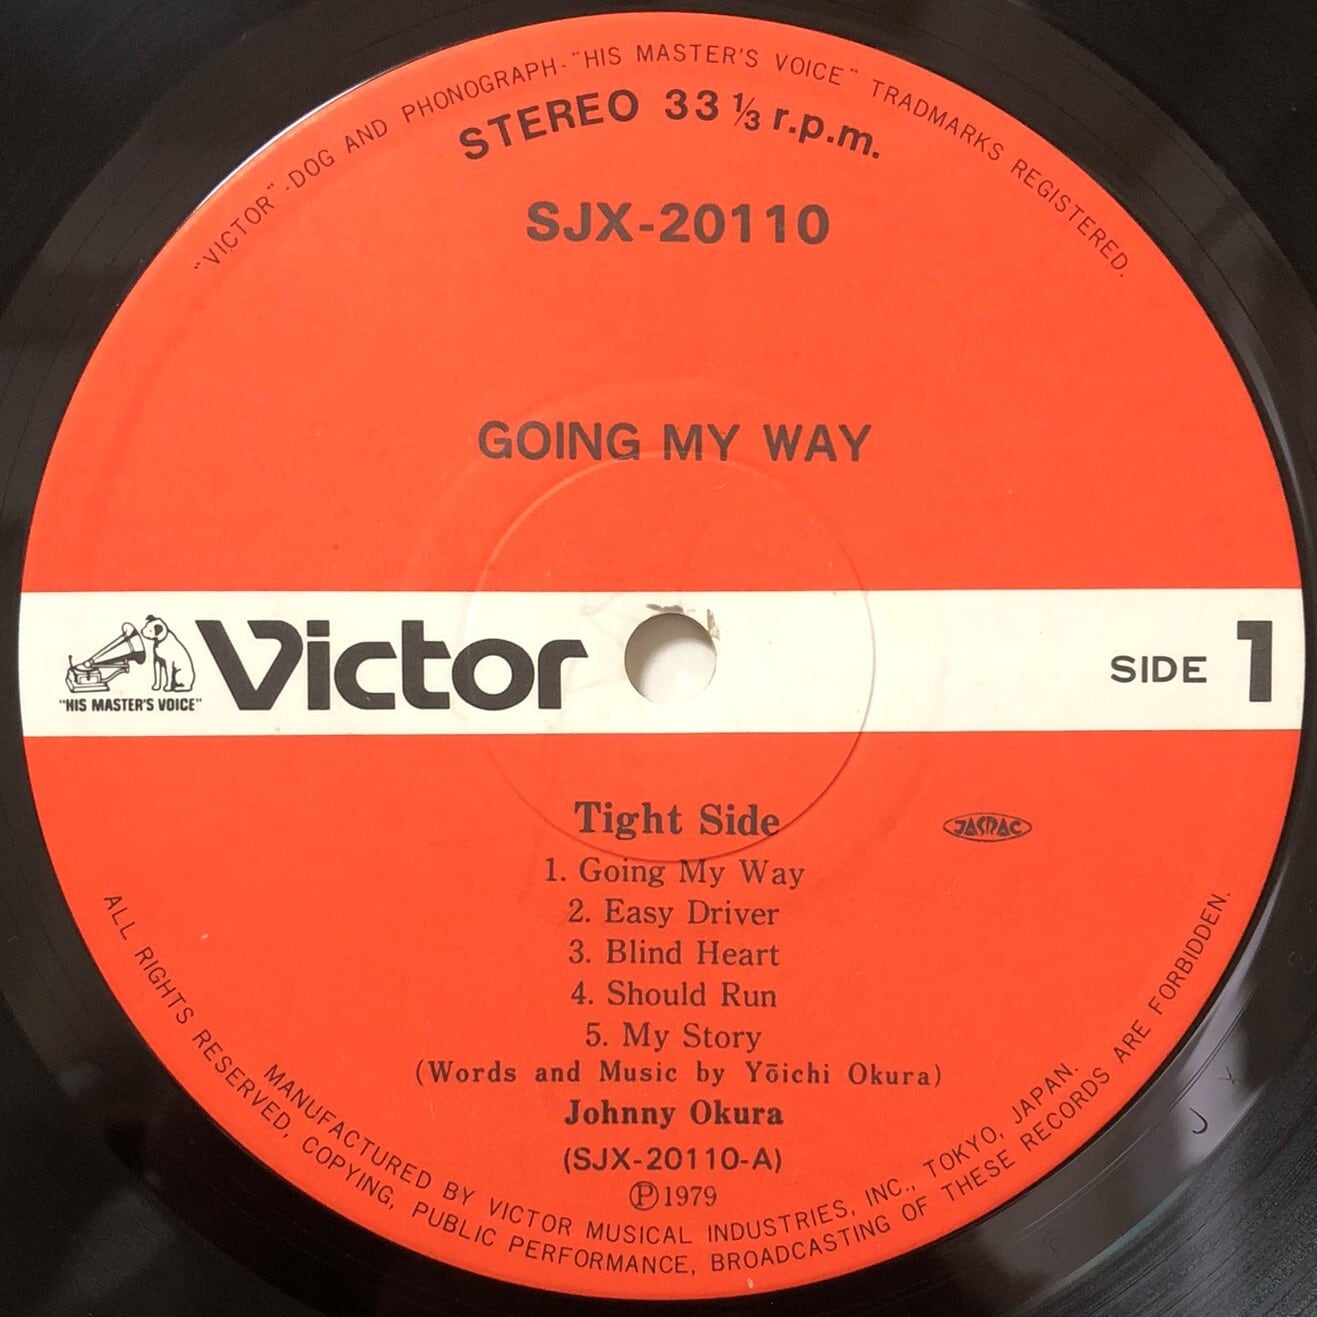 "VICTOR"-DOG AND PHONOGRAPH-"HIS MASTER'S VOICE" TRADMARKS REGISTERED.
STEREO 33 ⅓ r.p.m.
SJX-20110
GOING MY WAY
"HIS MASTER'S VOICE"
Victor
SIDE 1
Tight Side
JASRAC
1. Going My Way
2. Easy Driver
3. Blind Heart
4. Should Run
5. My Story
(Words and Music by Yōichi Okura)
Johnny Okura
(SJX-20110-A)
Ⓟ1979
MANUFACTURED BY VICTOR MUSICAL INDUSTRIES, INC., TOKYO, JAPAN.
ALL RIGHTS RESERVED, COPYING, PUBLIC PERFORMANCE, BROADCASTING OF THESE RECORDS ARE FORBIDDEN.